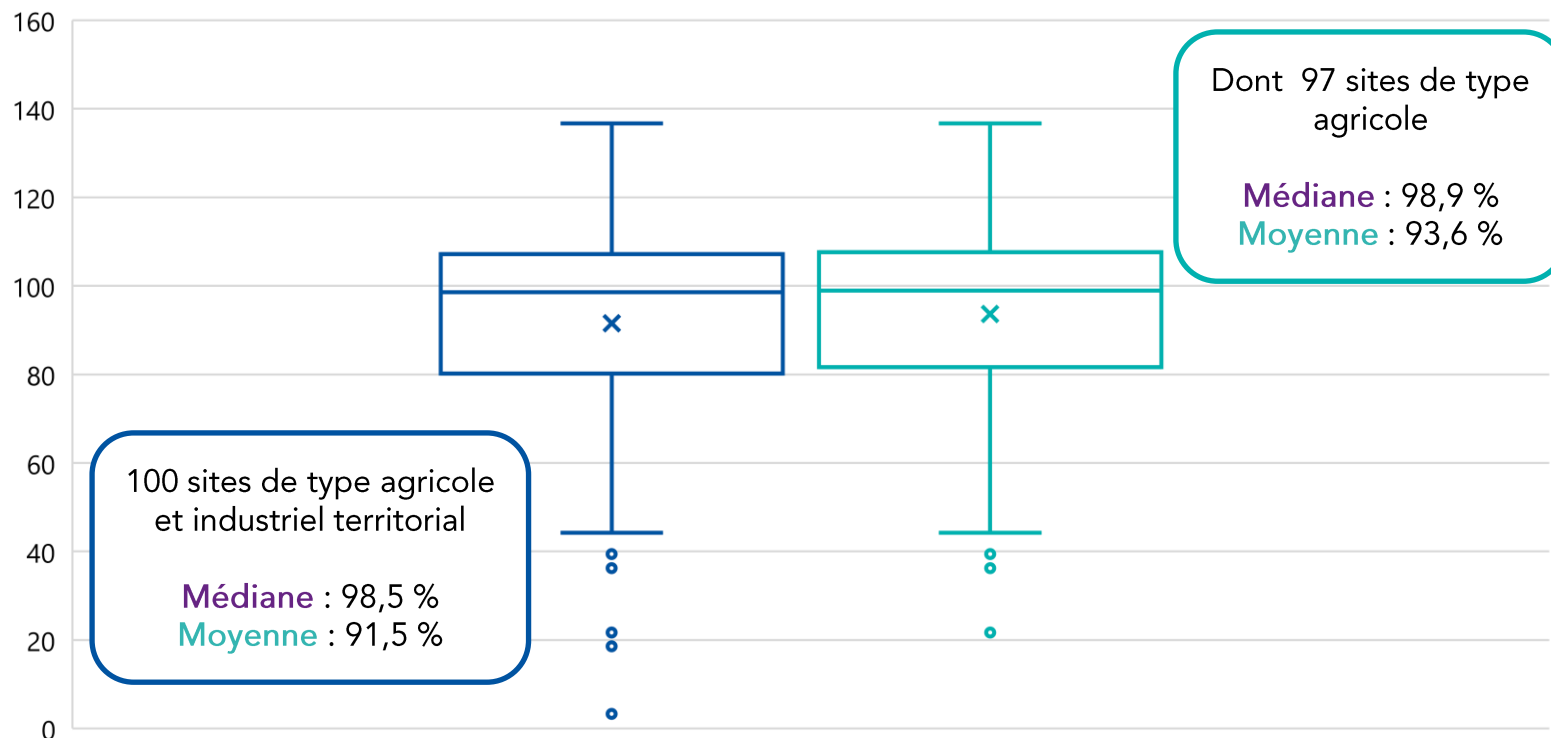 160
140
120
100
80
60
40
20
0
Dont 97 sites de type
agricole
Médiane : 98,9 %
Moyenne : 93,6 %
100 sites de type agricole
et industriel territorial
Médiane : 98,5 %
Moyenne : 91,5 %